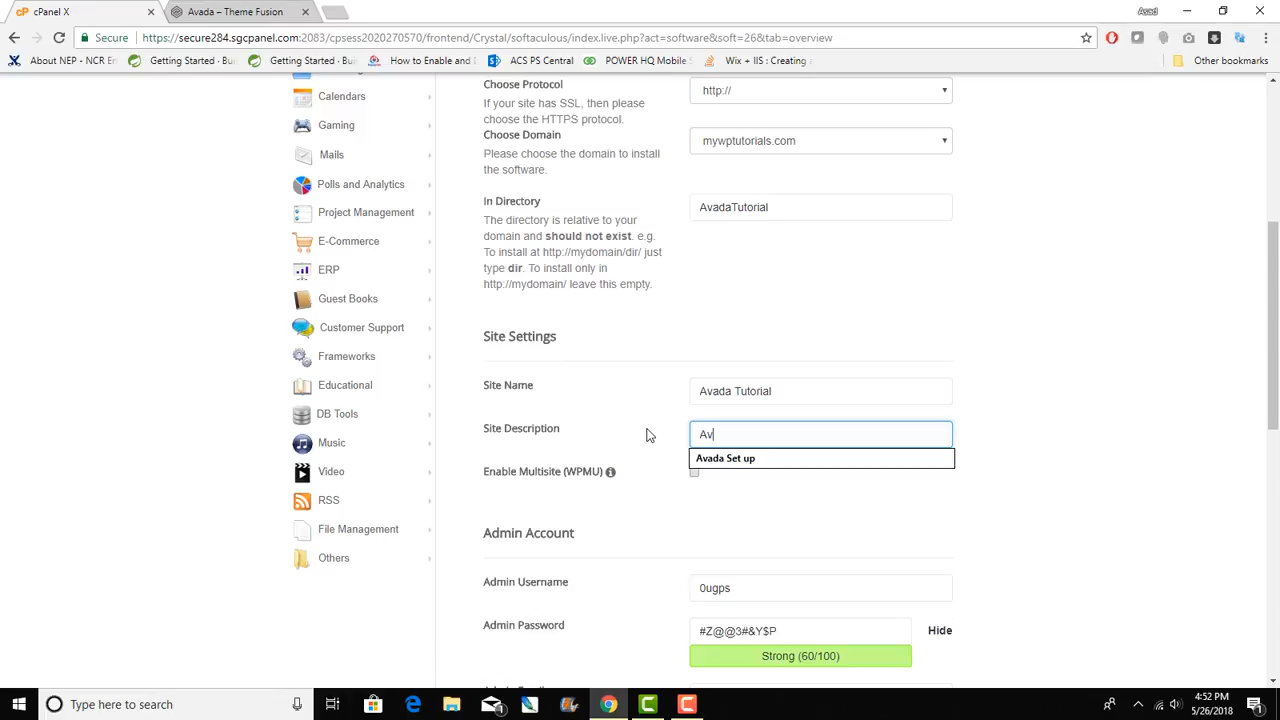 cPanel X
Avada – Theme Fusion
Asad
Secure
https://secure284.sgcpanel.com:2083/cpsess2020270570/frontend/Crystal/softaculous/index.live.php?act=software&soft=26&tab=overview
About NEP - NCR En
Getting Started · Bui
Getting Started · Bui
How to Enable and D
ACS PS Central
POWER HQ Mobile S
Wix + IIS : Creating a
Other bookmarks
Calendars
Gaming
Mails
Polls and Analytics
Project Management
E-Commerce
ERP
Guest Books
Customer Support
Frameworks
Educational
DB Tools
Music
Video
RSS
File Management
Others
Choose Protocol
http://
If your site has SSL, then please
choose the HTTPS protocol.
Choose Domain
mywptutorials.com
Please choose the domain to install
the software.
In Directory
AvadaTutorial
The directory is relative to your
domain and should not exist. e.g.
To install at http://mydomain/dir/ just
type dir. To install only in
http://mydomain/ leave this empty.
Site Settings
Site Name
Avada Tutorial
Site Description
Av
Avada Set up
Enable Multisite (WPMU)
Admin Account
Admin Username
0ugps
Admin Password
#Z@@3#&Y$P
Hide
Strong (60/100)
Type here to search
4:52 PM
5/26/2018